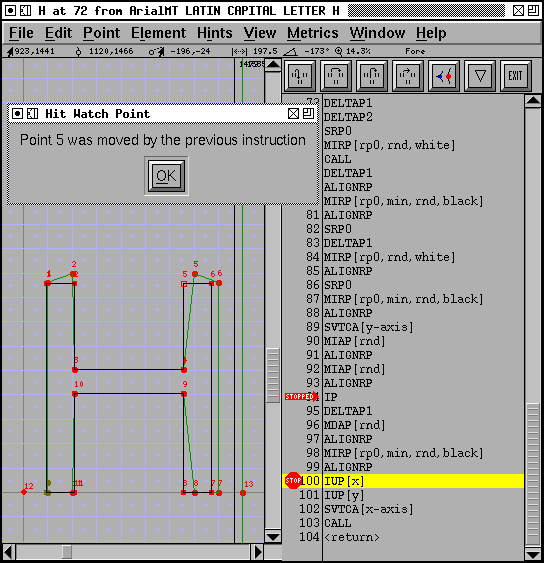 H at 72 from ArialMT LATIN CAPITAL LETTER H
File Edit Point Element Hints View Metrics Window Help
923,1441 1120,1466 -196,-24 197.5 -173° 14.3% Fore
EXIT
Hit Watch Point
Point 5 was moved by the previous instruction
OK
DELTAP1
DELTAP2
SRP0
MIRP[rp0,rnd,white]
CALL
DELTAP1
ALIGNRP
MIRP[rp0,min,rnd,black]
81 ALIGNRP
82 SRP0
83 DELTAP1
84 MIRP[rp0,rnd,white]
85 ALIGNRP
86 SRP0
87 MIRP[rp0,min,rnd,black]
88 ALIGNRP
89 SVTCA[y-axis]
90 MIAP[rnd]
91 ALIGNRP
92 MIAP[rnd]
93 ALIGNRP
STOPPED IP
95 DELTAP1
96 MDAP[rnd]
97 ALIGNRP
98 MIRP[rp0,min,rnd,black]
99 ALIGNRP
STOP 100 IUP[x]
101 IUP[y]
102 SVTCA[x-axis]
103 CALL
104 <return>
1 2 2 5 5 6 6
3 4
10 9
12 11 3 8 7 7 13